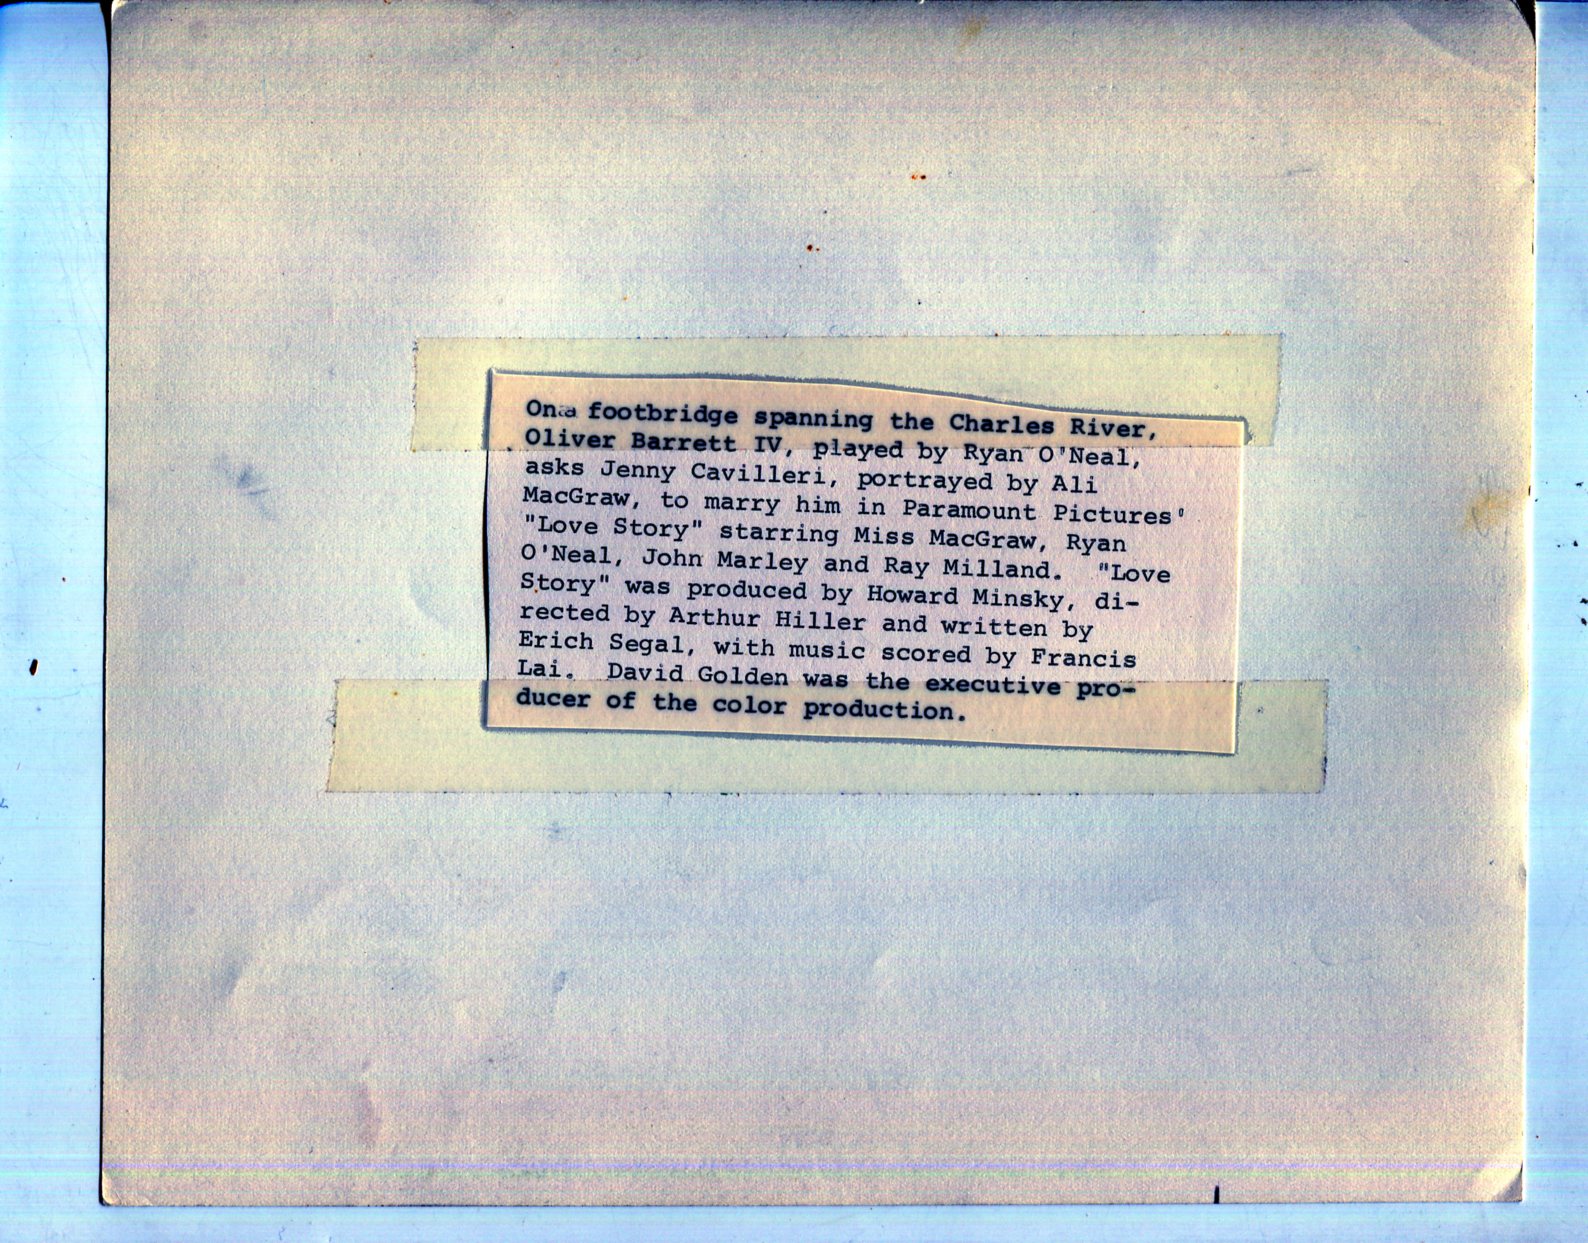 On a footbridge spanning the Charles River,
Oliver Barrett IV, played by Ryan O'Neal,
asks Jenny Cavilleri, portrayed by Ali
MacGraw, to marry him in Paramount Pictures'
"Love Story" starring Miss MacGraw, Ryan
O'Neal, John Marley and Ray Milland. "Love
Story" was produced by Howard Minsky, di-
rected by Arthur Hiller and written by
Erich Segal, with music scored by Francis
Lai. David Golden was the executive pro-
ducer of the color production.